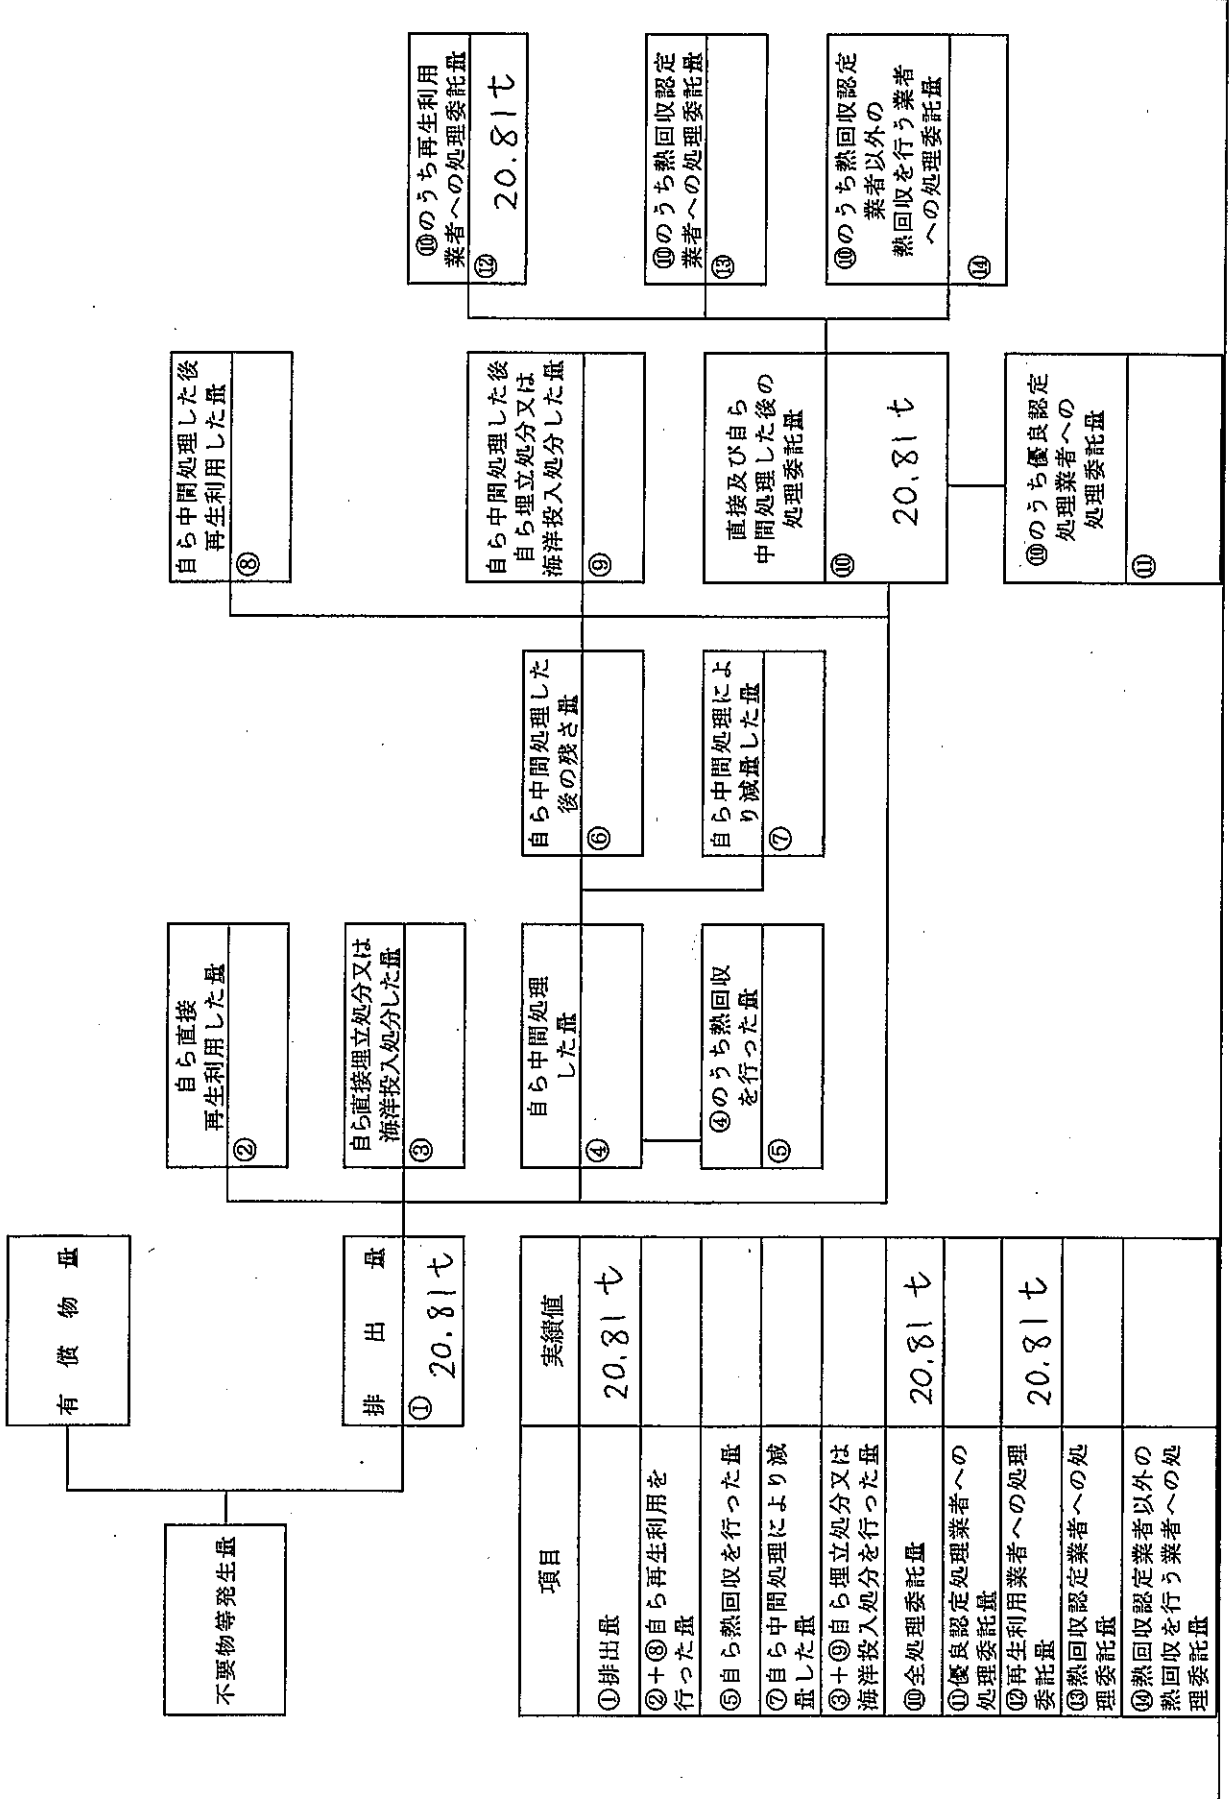 有償物量
不要物等発生量
排出量
①
20.81 t
自ら直接
再生利用した量
②
自ら直接埋立処分又は
海洋投入処分した量
③
自ら中間処理
した量
④
④のうち熱回収
を行った量
⑤
自ら中間処理した
後の残さ量
⑥
自ら中間処理によ
り減量した量
⑦
自ら中間処理した後
再生利用した量
⑧
自ら中間処理した後
自ら埋立処分又は
海洋投入処分した量
⑨
直接及び自ら
中間処理した後の
処理委託量
⑩
20.81 t
⑩のうち優良認定
処理業者への
処理委託量
⑪
⑩のうち再生利用
業者への処理委託量
⑫
20.81 t
⑩のうち熱回収認定
業者への処理委託量
⑬
⑩のうち熱回収認定
業者以外の
熱回収を行う業者
への処理委託量
⑭
項目 実績値
①排出量 20.81 t
②+⑧自ら再生利用を
行った量
⑤自ら熱回収を行った量
⑦自ら中間処理により減
量した量
③+⑨自ら埋立処分又は
海洋投入処分を行った量
⑩全処理委託量 20.81 t
⑪優良認定処理業者への
処理委託量
⑫再生利用業者への処理
委託量 20.81 t
⑬熱回収認定業者への処
理委託量
⑭熱回収認定業者以外の
熱回収を行う業者への処
理委託量